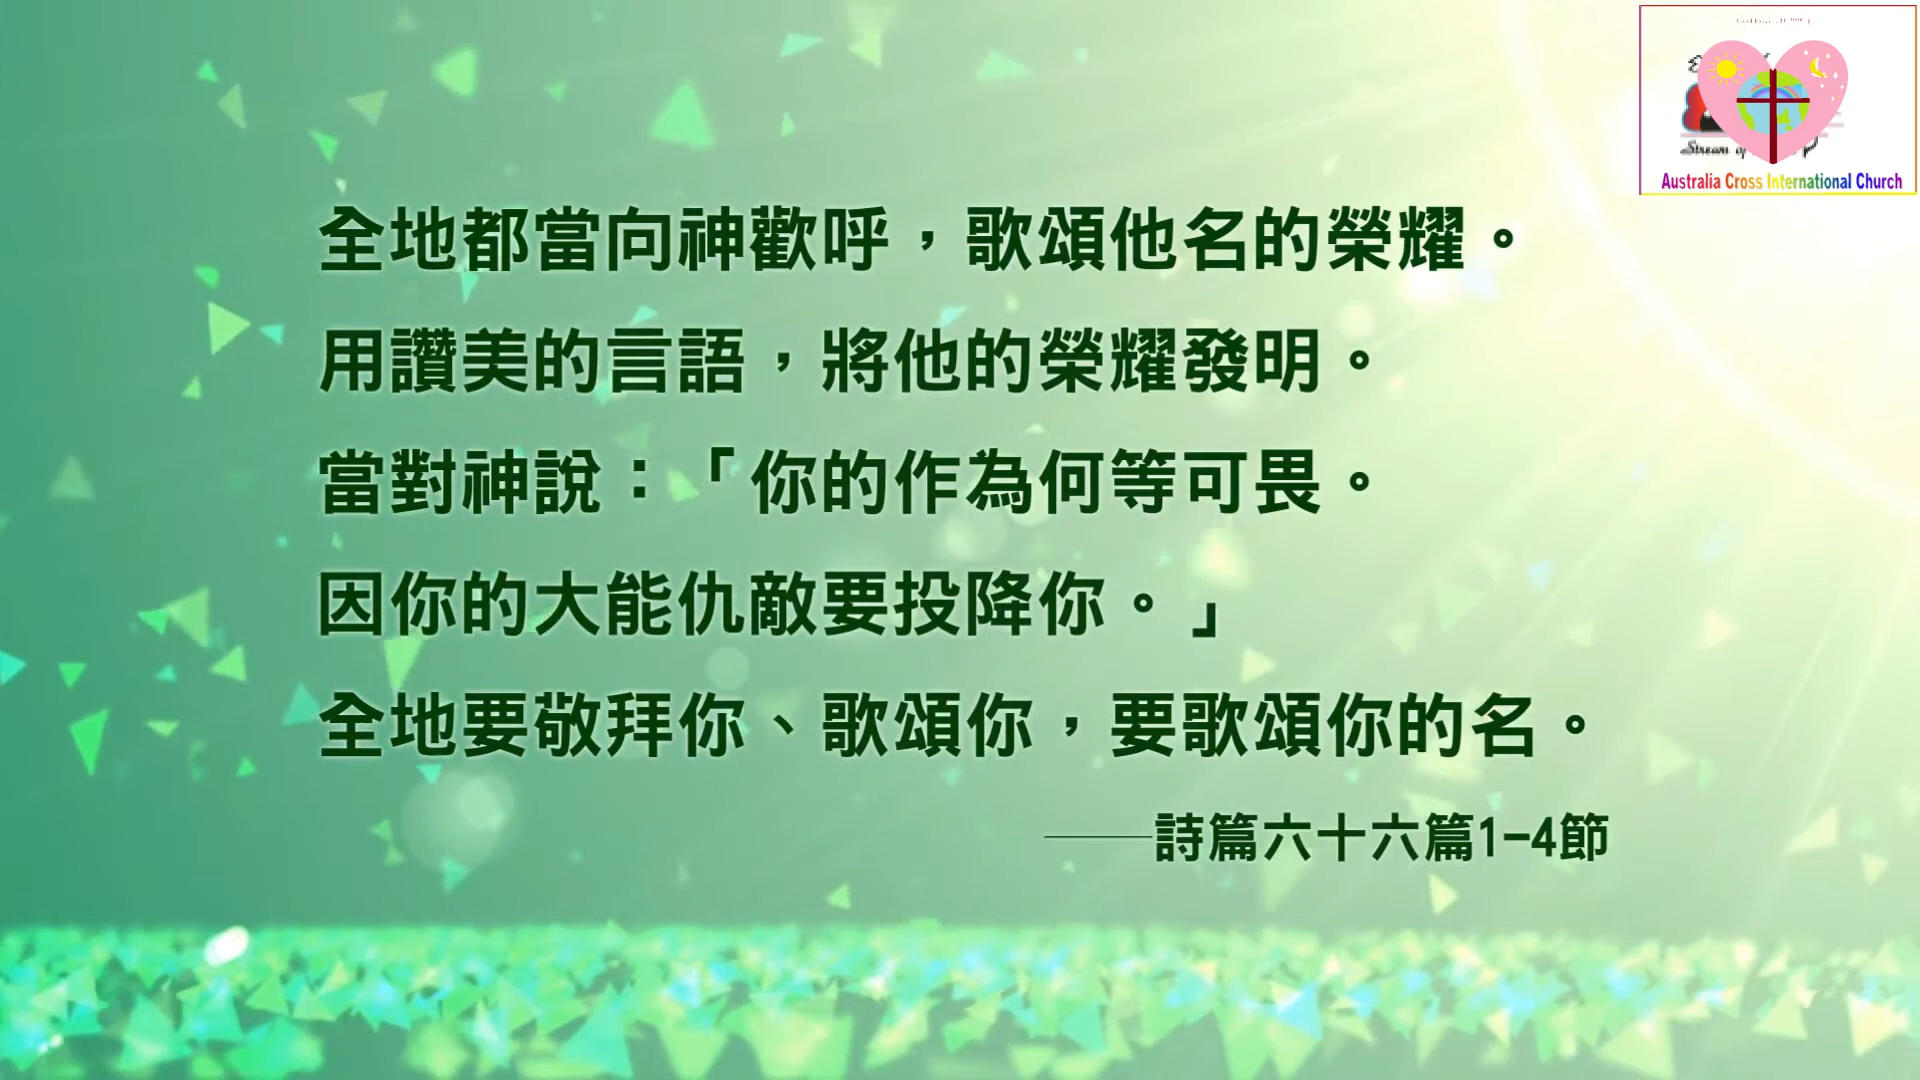 Australia Cross International Church
全地都當向神歡呼，歌頌他名的榮耀。
用讚美的言語，將他的榮耀發明。
當對神說：「你的作為何等可畏。
因你的大能仇敵要投降你。」
全地要敬拜你、歌頌你，要歌頌你的名。
——詩篇六十六篇1-4節